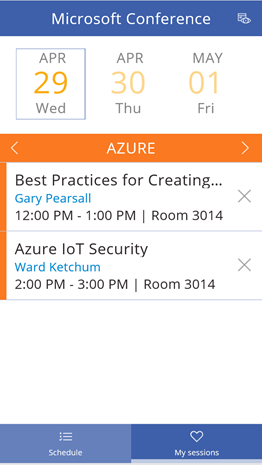 Microsoft Conference
APR APR MAY
29 30 01
Wed Thu Fri
AZURE
Best Practices for Creating...
Gary Pearsall
12:00 PM - 1:00 PM | Room 3014
Azure IoT Security
Ward Ketchum
2:00 PM - 3:00 PM | Room 3014
Schedule My sessions